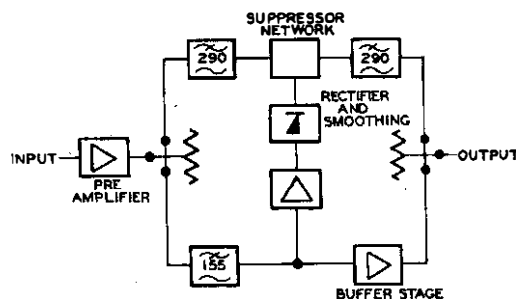 SUPPRESSOR
NETWORK
290
290
RECTIFIER
AND
SMOOTHING
INPUT
PRE
AMPLIFIER
OUTPUT
155
BUFFER STAGE